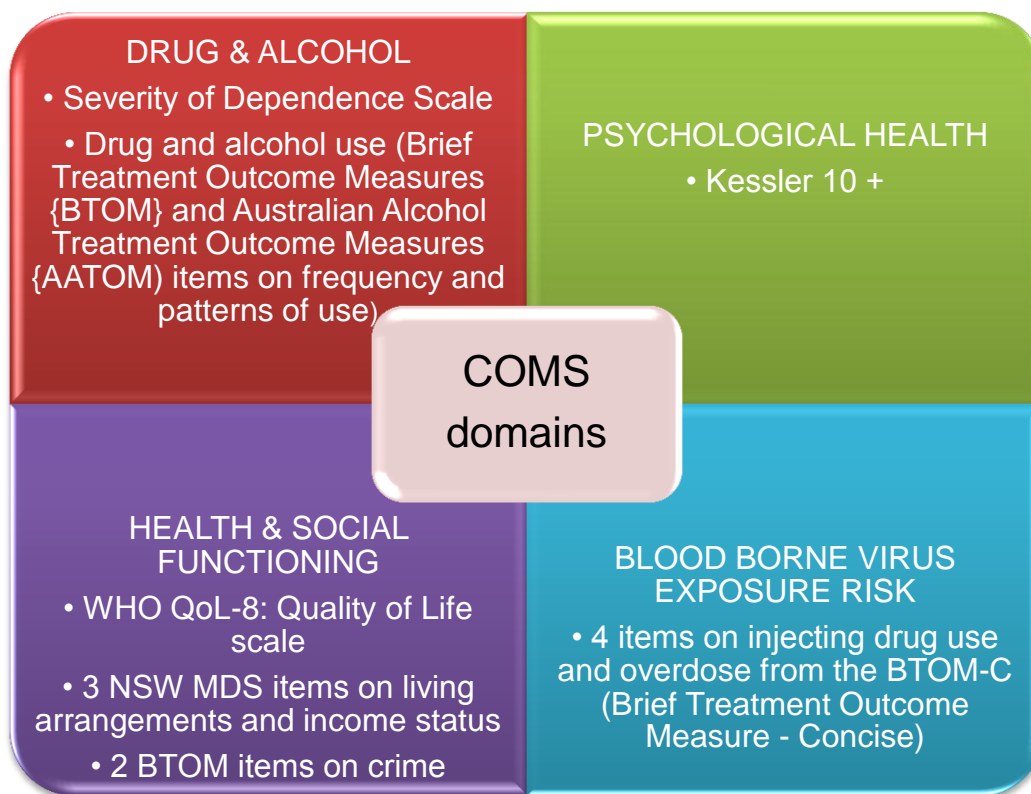 DRUG & ALCOHOL
• Severity of Dependence Scale
• Drug and alcohol use (Brief
Treatment Outcome Measures
{BTOM} and Australian Alcohol
Treatment Outcome Measures
{AATOM) items on frequency and
patterns of use)
PSYCHOLOGICAL HEALTH
• Kessler 10 +
COMS
domains
HEALTH & SOCIAL
FUNCTIONING
• WHO QoL-8: Quality of Life
scale
• 3 NSW MDS items on living
arrangements and income status
• 2 BTOM items on crime
BLOOD BORNE VIRUS
EXPOSURE RISK
• 4 items on injecting drug use
and overdose from the BTOM-C
(Brief Treatment Outcome
Measure - Concise)